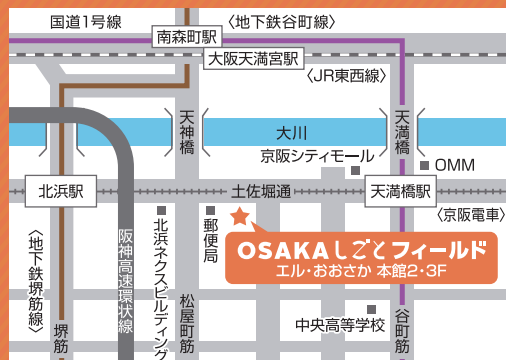 国道1号線
〈地下鉄谷町線〉
南森町駅
大阪天満宮駅
〈JR東西線〉
天神橋
大川
天満橋
京阪シティモール
OMM
北浜駅
土佐堀通
天満橋駅
〈京阪電車〉
〈地下鉄堺筋線〉
阪神高速環状線
北浜ネクスビルディング
郵便局
OSAKAしごとフィールド
エル・おおさか 本館2・3F
堺筋
松屋町筋
中央高等学校
谷町筋